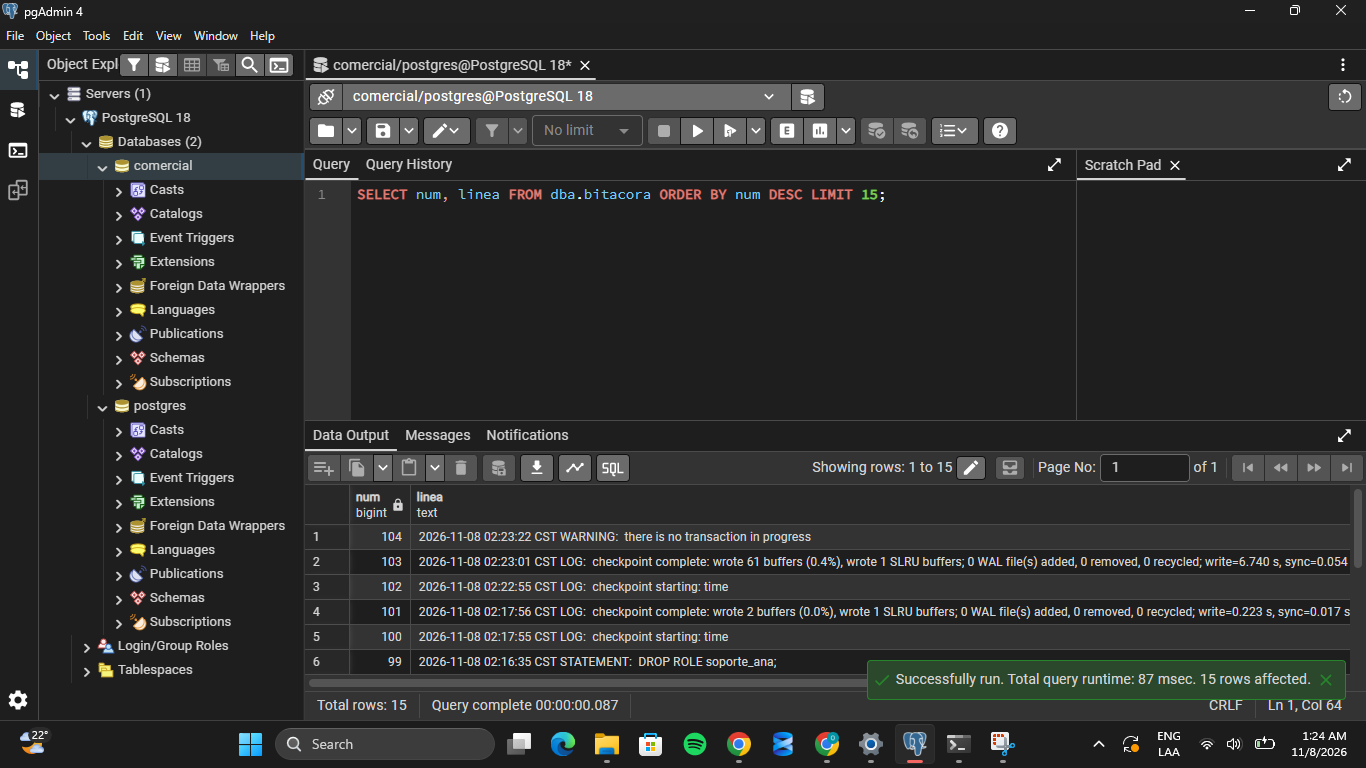 pgAdmin 4
File Object Tools Edit View Window Help
Object Expl
comercial/postgres@PostgreSQL 18*
Servers (1)
PostgreSQL 18
Databases (2)
comercial
Casts
Catalogs
Event Triggers
Extensions
Foreign Data Wrappers
Languages
Publications
Schemas
Subscriptions
postgres
Casts
Catalogs
Event Triggers
Extensions
Foreign Data Wrappers
Languages
Publications
Schemas
Subscriptions
Login/Group Roles
Tablespaces
comercial/postgres@PostgreSQL 18
No limit
E
Query Query History
Scratch Pad
1 SELECT num, linea FROM dba.bitacora ORDER BY num DESC LIMIT 15;
Data Output Messages Notifications
SQL
Showing rows: 1 to 15
Page No: 1 of 1
num linea
bigint text
1 104 2026-11-08 02:23:22 CST WARNING: there is no transaction in progress
2 103 2026-11-08 02:23:01 CST LOG: checkpoint complete: wrote 61 buffers (0.4%), wrote 1 SLRU buffers; 0 WAL file(s) added, 0 removed, 0 recycled; write=6.740 s, sync=0.054
3 102 2026-11-08 02:22:55 CST LOG: checkpoint starting: time
4 101 2026-11-08 02:17:56 CST LOG: checkpoint complete: wrote 2 buffers (0.0%), wrote 1 SLRU buffers; 0 WAL file(s) added, 0 removed, 0 recycled; write=0.223 s, sync=0.017 s
5 100 2026-11-08 02:17:55 CST LOG: checkpoint starting: time
6 99 2026-11-08 02:16:35 CST STATEMENT: DROP ROLE soporte_ana;
Successfully run. Total query runtime: 87 msec. 15 rows affected.
Total rows: 15 Query complete 00:00:00.087
CRLF Ln 1, Col 64
22°
Search
ENG
LAA
1:24 AM
11/8/2026